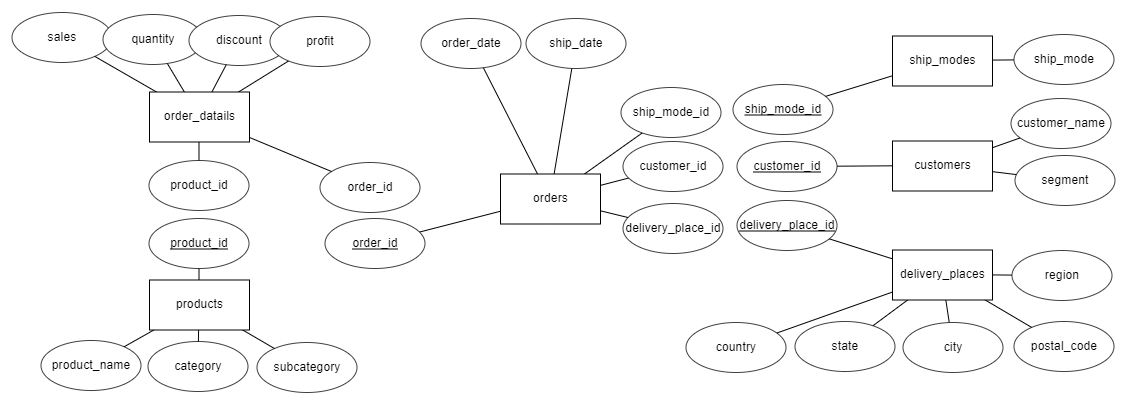 sales
quantity
discount
profit
order_date
ship_date
ship_modes
ship_mode
order_datails
ship_mode_id
ship_mode_id
customer_name
customer_id
customer_id
customers
segment
product_id
order_id
orders
delivery_place_id
delivery_place_id
product_id
order_id
delivery_places
region
products
product_name
category
subcategory
country
state
city
postal_code